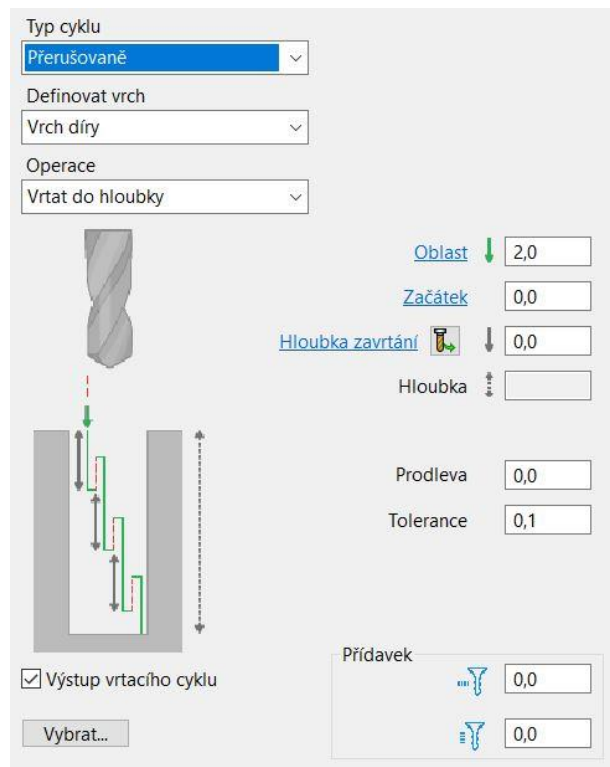 Typ cyklu
Přerušovaně
Definovat vrch
Vrch díry
Operace
Vrtat do hloubky
Oblast 2,0
Začátek 0,0
Hloubka zavrtání 0,0
Hloubka
Prodleva 0,0
Tolerance 0,1
Přídavek
Výstup vrtacího cyklu 0,0
Vybrat... 0,0